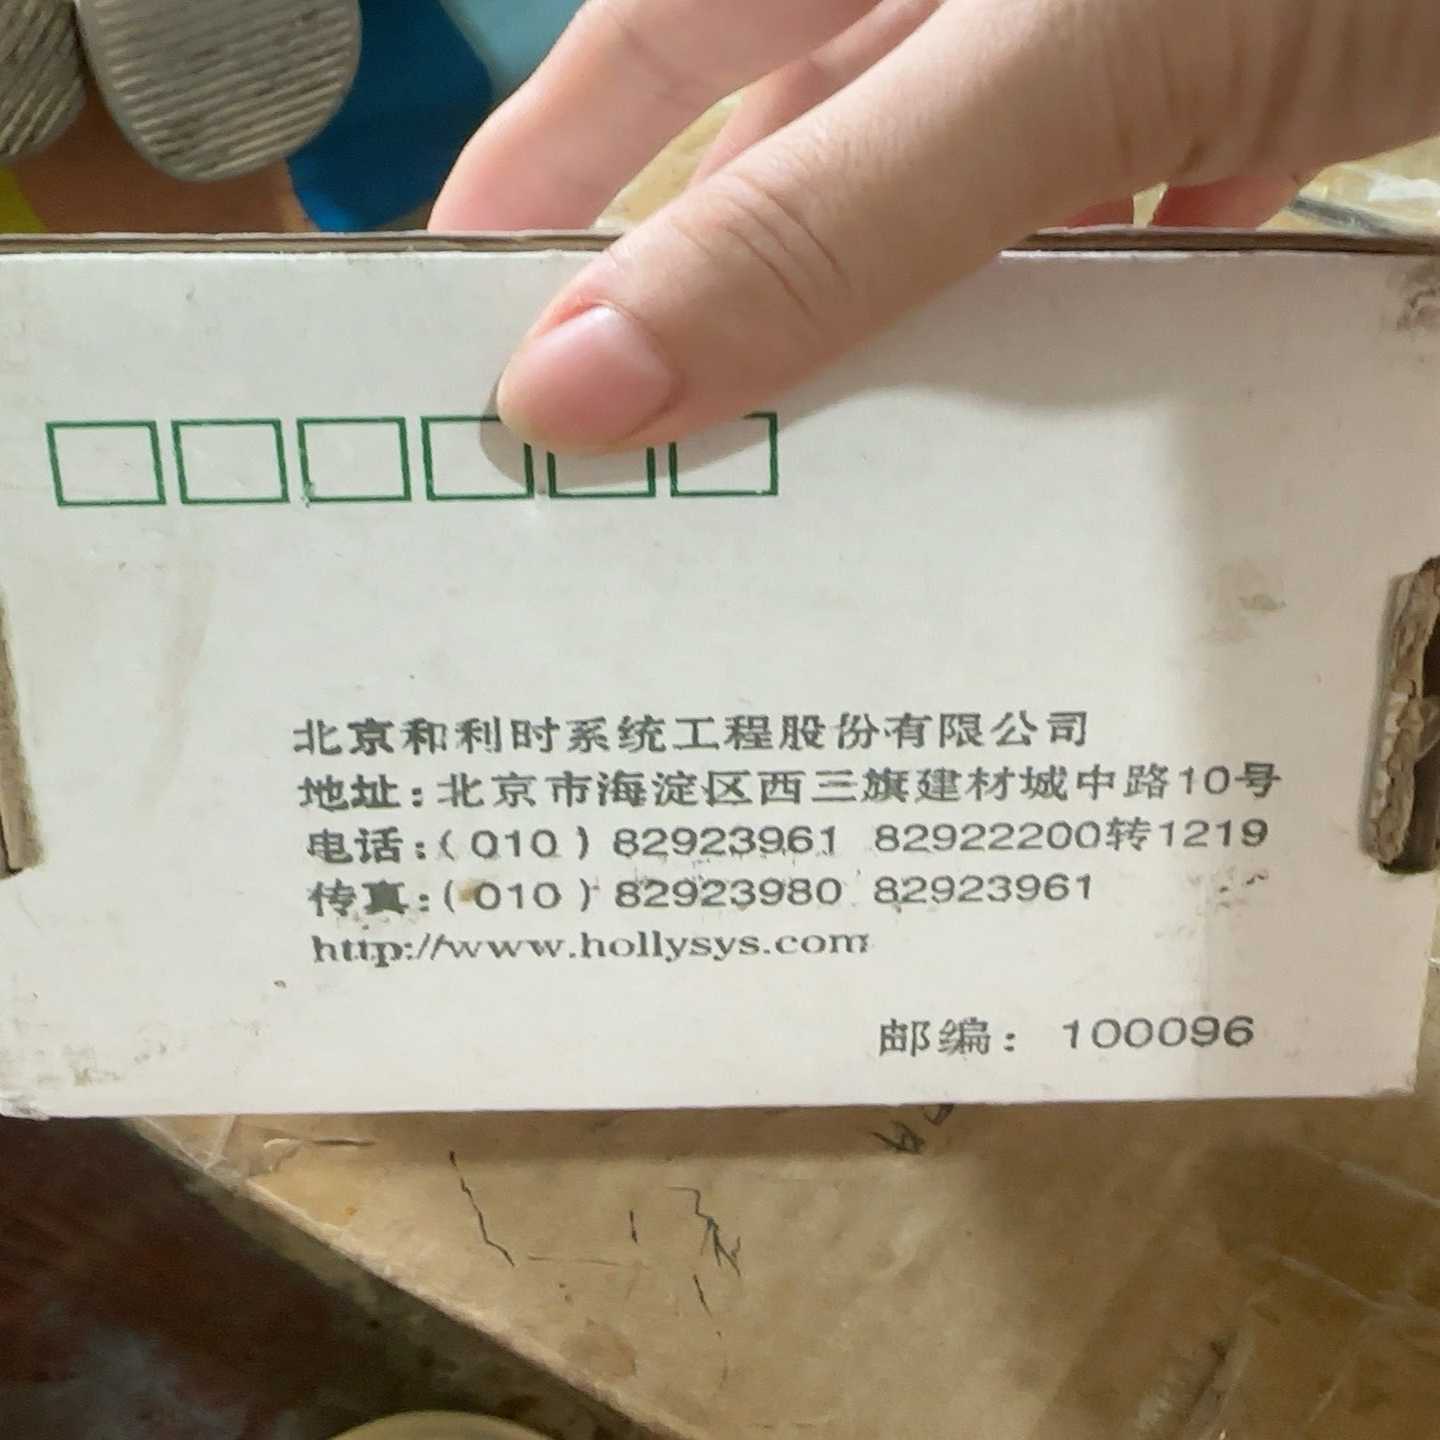 北京和利时系统工程股份有限公司
地址:北京市海淀区西三旗建材城中路10号
电话:(010)82923961 82922200转1219
传真:(010)82923980 82923961
http://www.hollysys.com
邮编: 100096